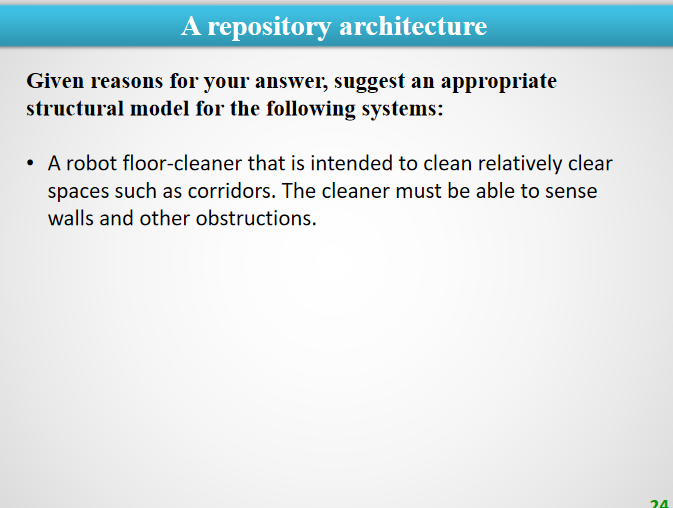 A repository architecture
Given reasons for your answer, suggest an appropriate
structural model for the following systems:
• A robot floor-cleaner that is intended to clean relatively clear
spaces such as corridors. The cleaner must be able to sense
walls and other obstructions.
24